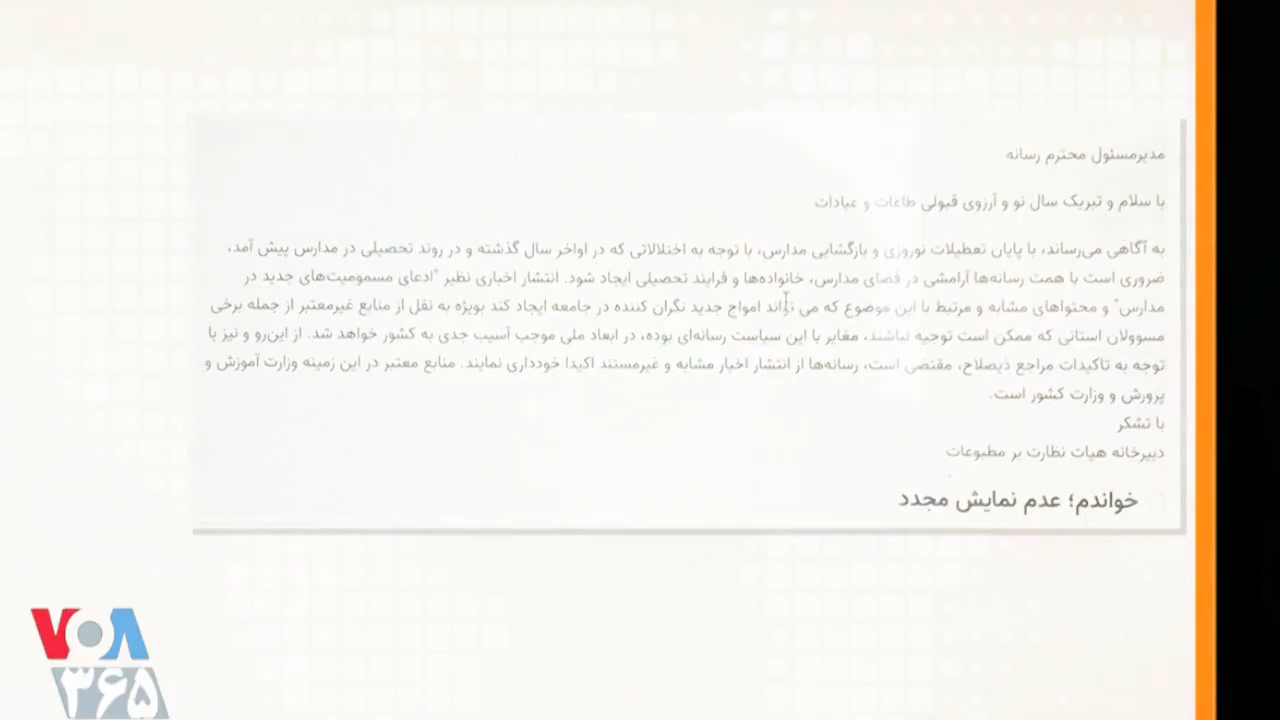 مدیرمسئول محترم رسانه
با سلام و تبریک سال نو و آرزوی قبولی طاعات و عبادات
به آگاهی می‌رساند، با پایان تعطیلات نوروزی و بازگشایی مدارس، با توجه به اختلالاتی که در اواخر سال گذشته و در روند تحصیلی در مدارس پیش آمد،
ضروری است با همت رسانه‌ها آرامشی در فضای مدارس، خانواده‌ها و فرایند تحصیلی ایجاد شود. انتشار اخباری نظیر "ادعای مسمومیت‌های جدید در
مدارس" و محتواهای مشابه و مرتبط با این موضوع که می تواند امواج جدید نگران کننده در جامعه ایجاد کند بویژه به نقل از منابع غیرمعتبر از جمله برخی
مسوولان استانی که ممکن است توجیه نباشند، مغایر با این سیاست رسانه‌ای بوده، در ابعاد ملی موجب آسیب جدی به کشور خواهد شد. از این‌رو و نیز با
توجه به تاکیدات مراجع ذیصلاح، مقتضی است، رسانه‌ها از انتشار اخبار مشابه و غیرمستند اکیدا خودداری نمایند. منابع معتبر در این زمینه وزارت آموزش و
پرورش و وزارت کشور است.
با تشکر
دبیرخانه هیات نظارت بر مطبوعات
خواندم؛ عدم نمایش مجدد
VOA
۳۶۵